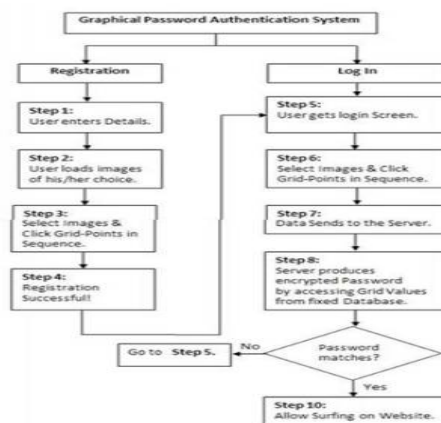 Graphical Password Authentication System
Registration
Step 1:
User enters Details.
Step 2:
User loads images
of his/her choice.
Step 3:
Select Images &
Click Grid-Points in
Sequence.
Step 4:
Registration
Successful!
Log In
Step 5:
User gets login Screen.
Step 6:
Select Images & Click
Grid-Points in Sequence.
Step 7:
Data Sends to the Server.
Step 8:
Server produces
encrypted Password
by accessing Grid Values
from fixed Database.
Password
matches?
No
Go to Step 5.
Yes
Step 10:
Allow Surfing on Website.